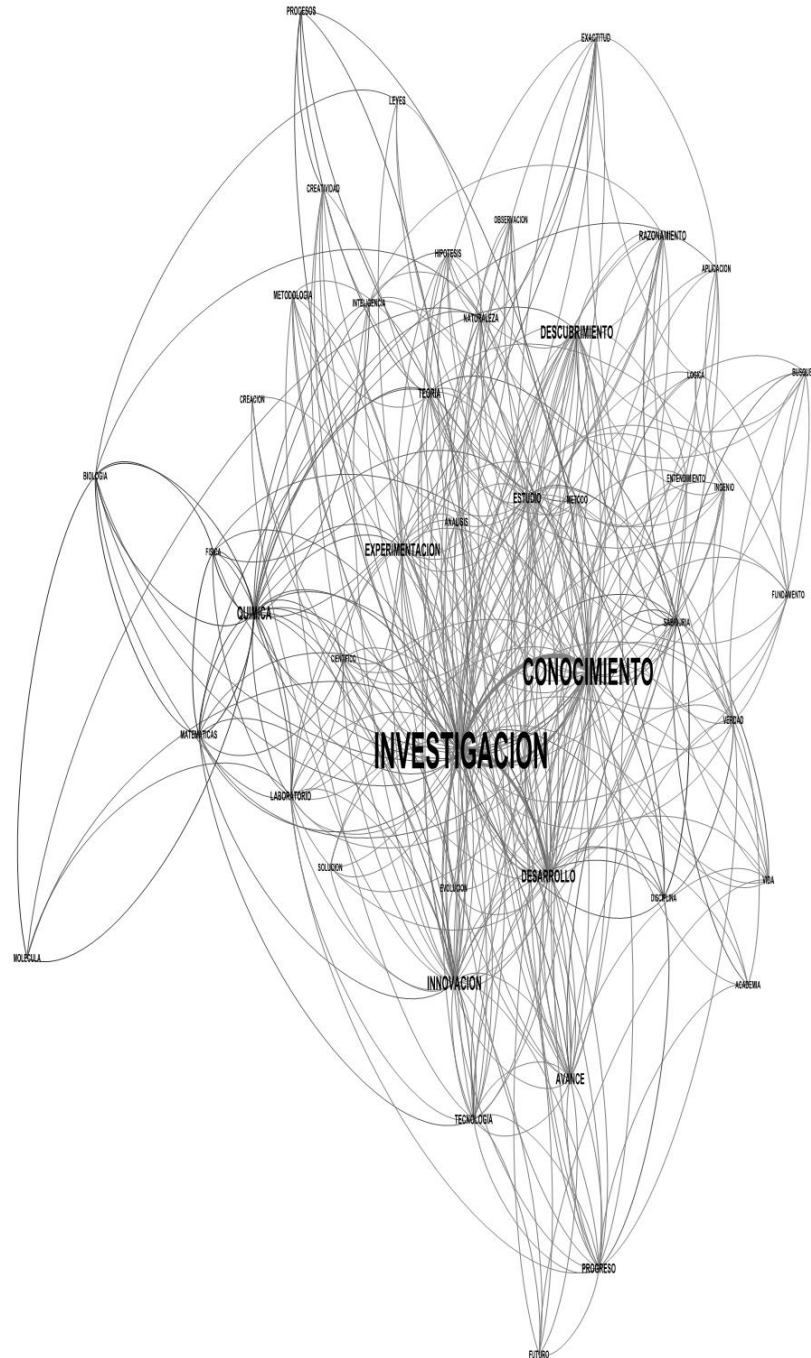 PROCESOS
EXACTITUD
LEYES
CREATIVIDAD
OBSERVACION
RAZONAMIENTO
HIPOTESIS
APLICACION
METODOLOGIA
INTELIGENCIA
NATURALEZA
DESCUBRIMIENTO
LOGICA
BUSQUE
TEORIA
CREACION
BIOLOGIA
ENTENDIMIENTO
INGENIO
ESTUDIO
METODO
ANALISIS
EXPERIMENTACION
FISICA
FUNDAMENTO
QUIMICA
SABIDURIA
CIENTIFICO
CONOCIMIENTO
VERDAD
MATEMATICAS
INVESTIGACION
LABORATORIO
SOLUCION
DESARROLLO
VIDA
EVOLUCION
DISCIPLINA
MOLECULA
INNOVACION
ACADEMIA
AVANCE
TECNOLOGIA
PROGRESO
FUTURO